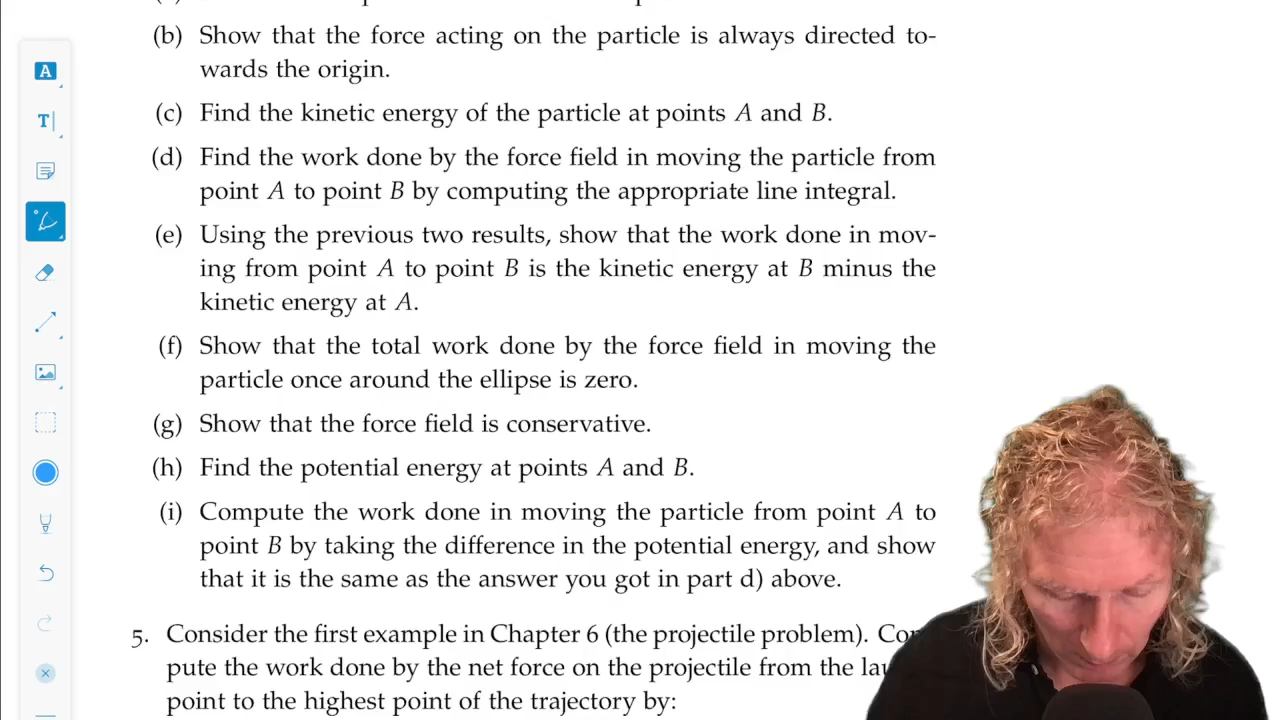 (b) Show that the force acting on the particle is always directed to-
wards the origin.
(c) Find the kinetic energy of the particle at points A and B.
(d) Find the work done by the force field in moving the particle from
point A to point B by computing the appropriate line integral.
(e) Using the previous two results, show that the work done in mov-
ing from point A to point B is the kinetic energy at B minus the
kinetic energy at A.
(f) Show that the total work done by the force field in moving the
particle once around the ellipse is zero.
(g) Show that the force field is conservative.
(h) Find the potential energy at points A and B.
(i) Compute the work done in moving the particle from point A to
point B by taking the difference in the potential energy, and show
that it is the same as the answer you got in part d) above.
5. Consider the first example in Chapter 6 (the projectile problem).
pute the work done by the net force on the projectile from the
point to the highest point of the trajectory by:
A
T